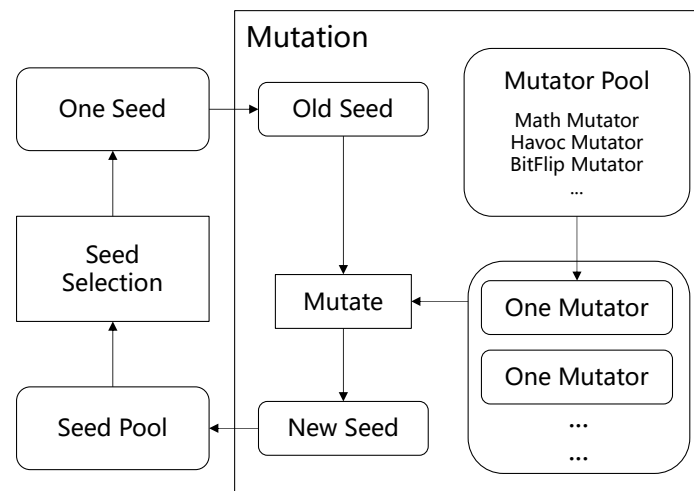 Mutation
One Seed
Old Seed
Mutator Pool
Math Mutator
Havoc Mutator
BitFlip Mutator
...
Seed
Selection
Mutate
One Mutator
One Mutator
...
...
Seed Pool
New Seed